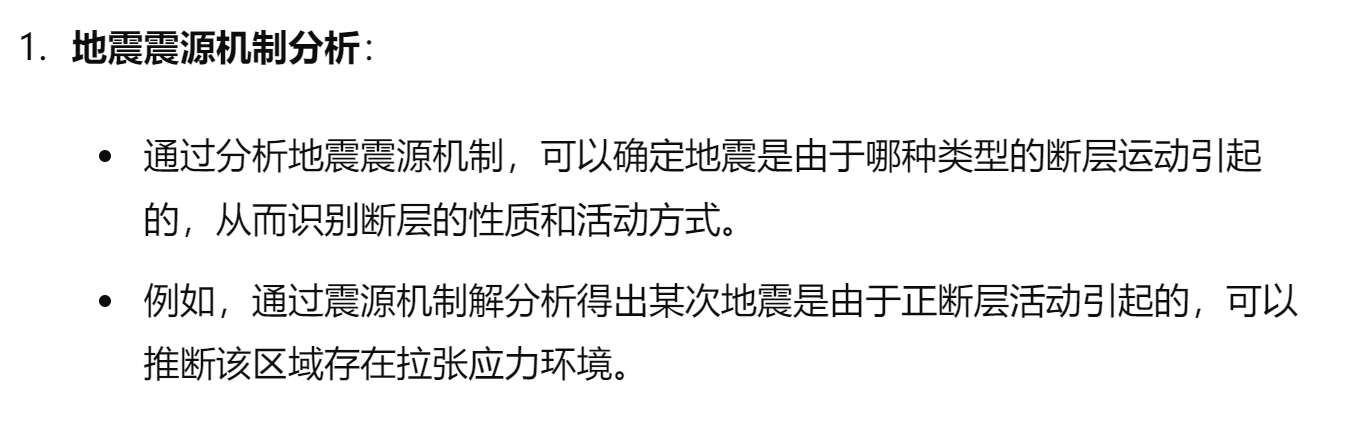 1. 地震震源机制分析：
• 通过分析地震震源机制，可以确定地震是由于哪种类型的断层运动引起
的，从而识别断层的性质和活动方式。
• 例如，通过震源机制解分析得出某次地震是由于正断层活动引起的，可以
推断该区域存在拉张应力环境。